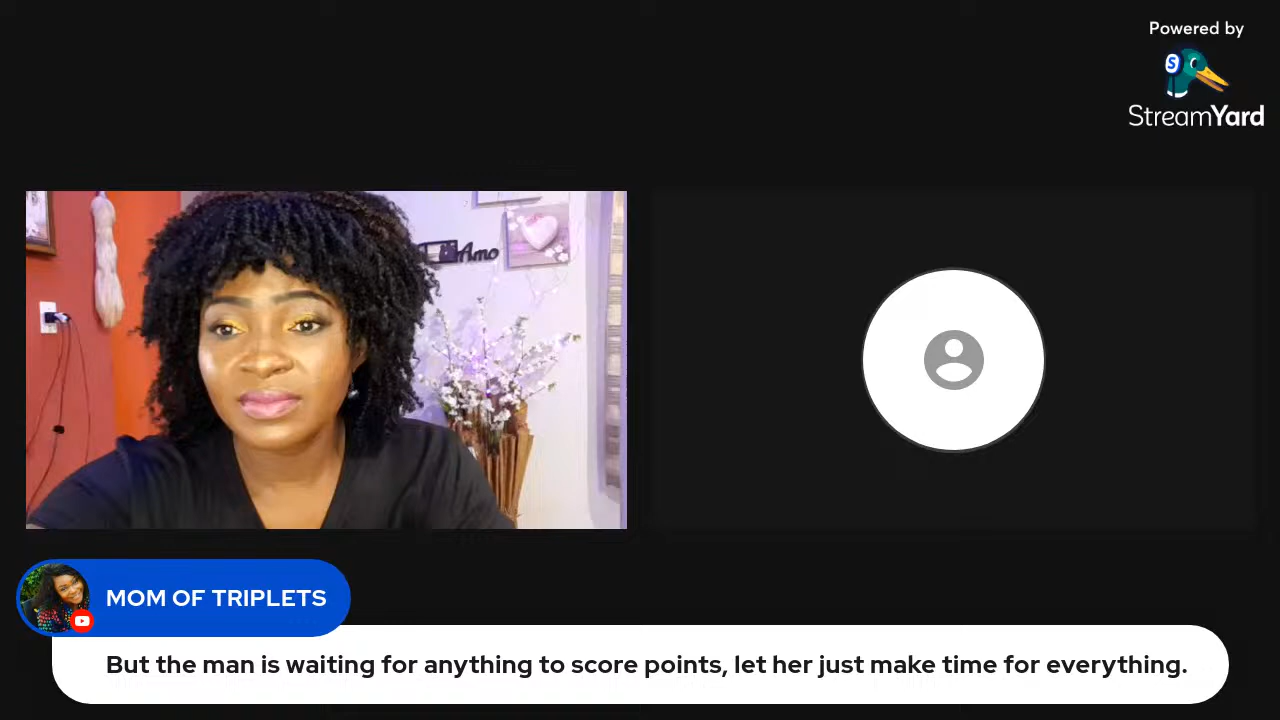 Powered by
StreamYard
Amo
MOM OF TRIPLETS
But the man is waiting for anything to score points, let her just make time for everything.